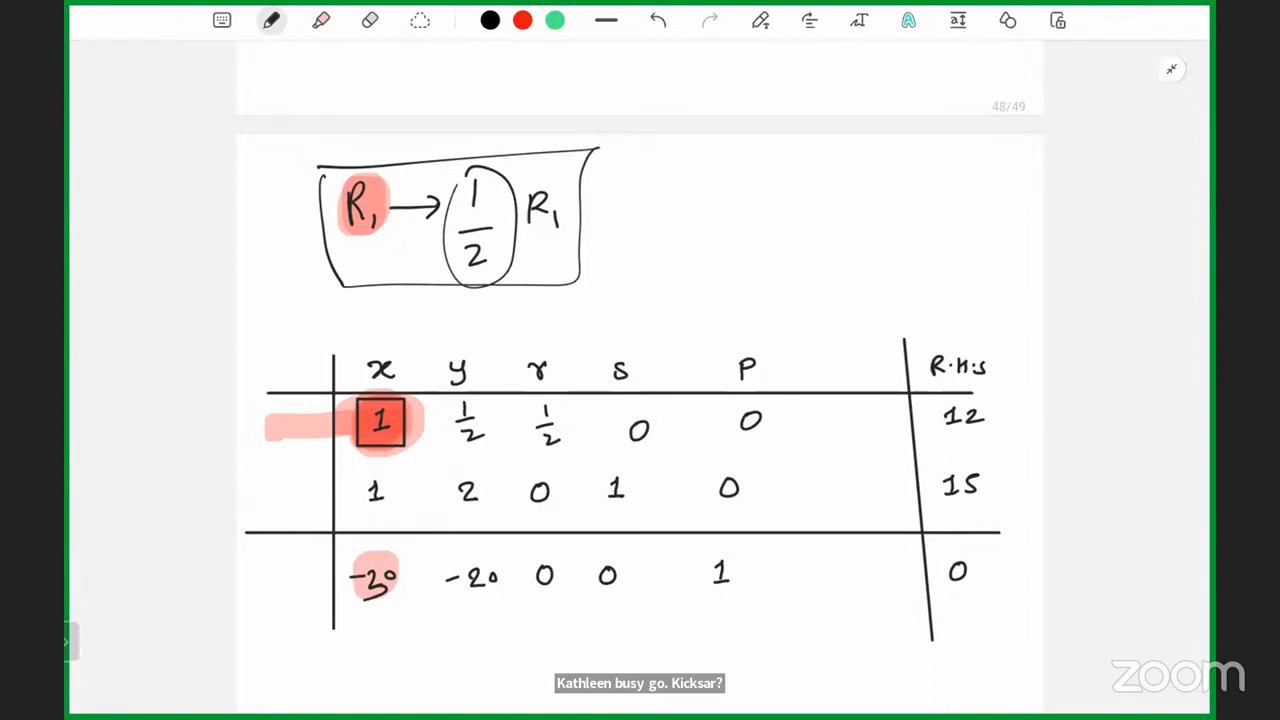 48/49
R₁ → 1/2 R₁
x y r s P R.H.S
1 1/2 1/2 0 0 12
1 2 0 1 0 15
-20 -20 0 0 1 0
Kathleen busy go. Kicksar?
zoom